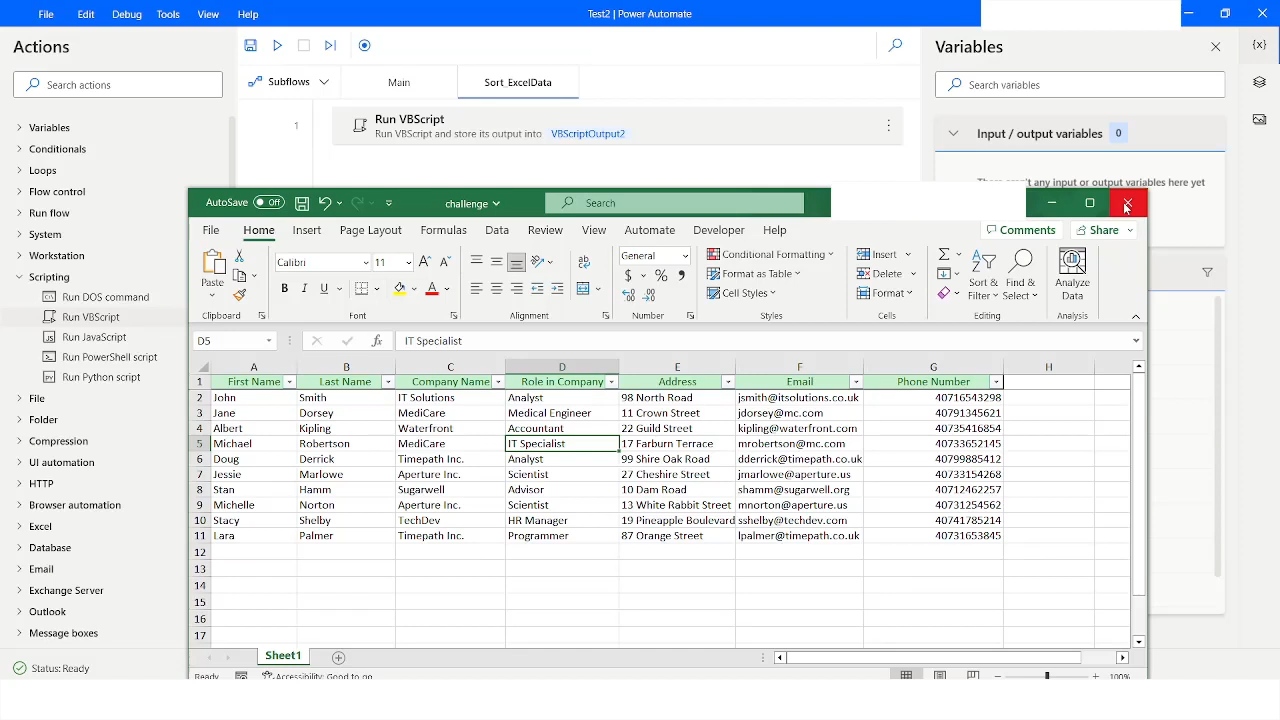 File Edit Debug Tools View Help
Test2 | Power Automate
Actions
Search actions
Variables
Conditionals
Loops
Flow control
Run flow
System
Workstation
Scripting
Run DOS command
Run VBScript
Run JavaScript
Run PowerShell script
Run Python script
File
Folder
Compression
UI automation
HTTP
Browser automation
Excel
Database
Email
Exchange Server
Outlook
Message boxes
Status: Ready
Subflows
Main
Sort_ExcelData
1
Run VBScript
Run VBScript and store its output into VBScriptOutput2
Variables
{x}
Search variables
Input / output variables 0
There aren't any input or output variables here yet
AutoSave Off
challenge
Search
File Home Insert Page Layout Formulas Data Review View Automate Developer Help
Comments Share
Paste
Clipboard
Calibri 11
B I U
Font
Alignment
General
$ % ,
Number
Conditional Formatting
Format as Table
Cell Styles
Styles
Insert
Delete
Format
Cells
Sort & Filter
Find & Select
Editing
Analyze Data
Analysis
D5
fx
IT Specialist
A B C D E F G H
1 First Name Last Name Company Name Role in Company Address Email Phone Number
2 John Smith IT Solutions Analyst 98 North Road jsmith@itsolutions.co.uk 40716543298
3 Jane Dorsey MediCare Medical Engineer 11 Crown Street jdorsey@mc.com 40791345621
4 Albert Kipling Waterfront Accountant 22 Guild Street kipling@waterfront.com 40735416854
5 Michael Robertson MediCare IT Specialist 17 Farburn Terrace mrobertson@mc.com 40733652145
6 Doug Derrick Timepath Inc. Analyst 99 Shire Oak Road dderrick@timepath.co.uk 40799885412
7 Jessie Marlowe Aperture Inc. Scientist 27 Cheshire Street jmarlowe@aperture.us 40733154268
8 Stan Hamm Sugarwell Advisor 10 Dam Road shamm@sugarwell.org 40712462257
9 Michelle Norton Aperture Inc. Scientist 13 White Rabbit Street mnorton@aperture.us 40731254562
10 Stacy Shelby TechDev HR Manager 19 Pineapple Boulevard sshelby@techdev.com 40741785214
11 Lara Palmer Timepath Inc. Programmer 87 Orange Street lpalmer@timepath.co.uk 40731653845
12
13
14
15
16
17
Sheet1
Ready
Accessibility: Good to go
100%